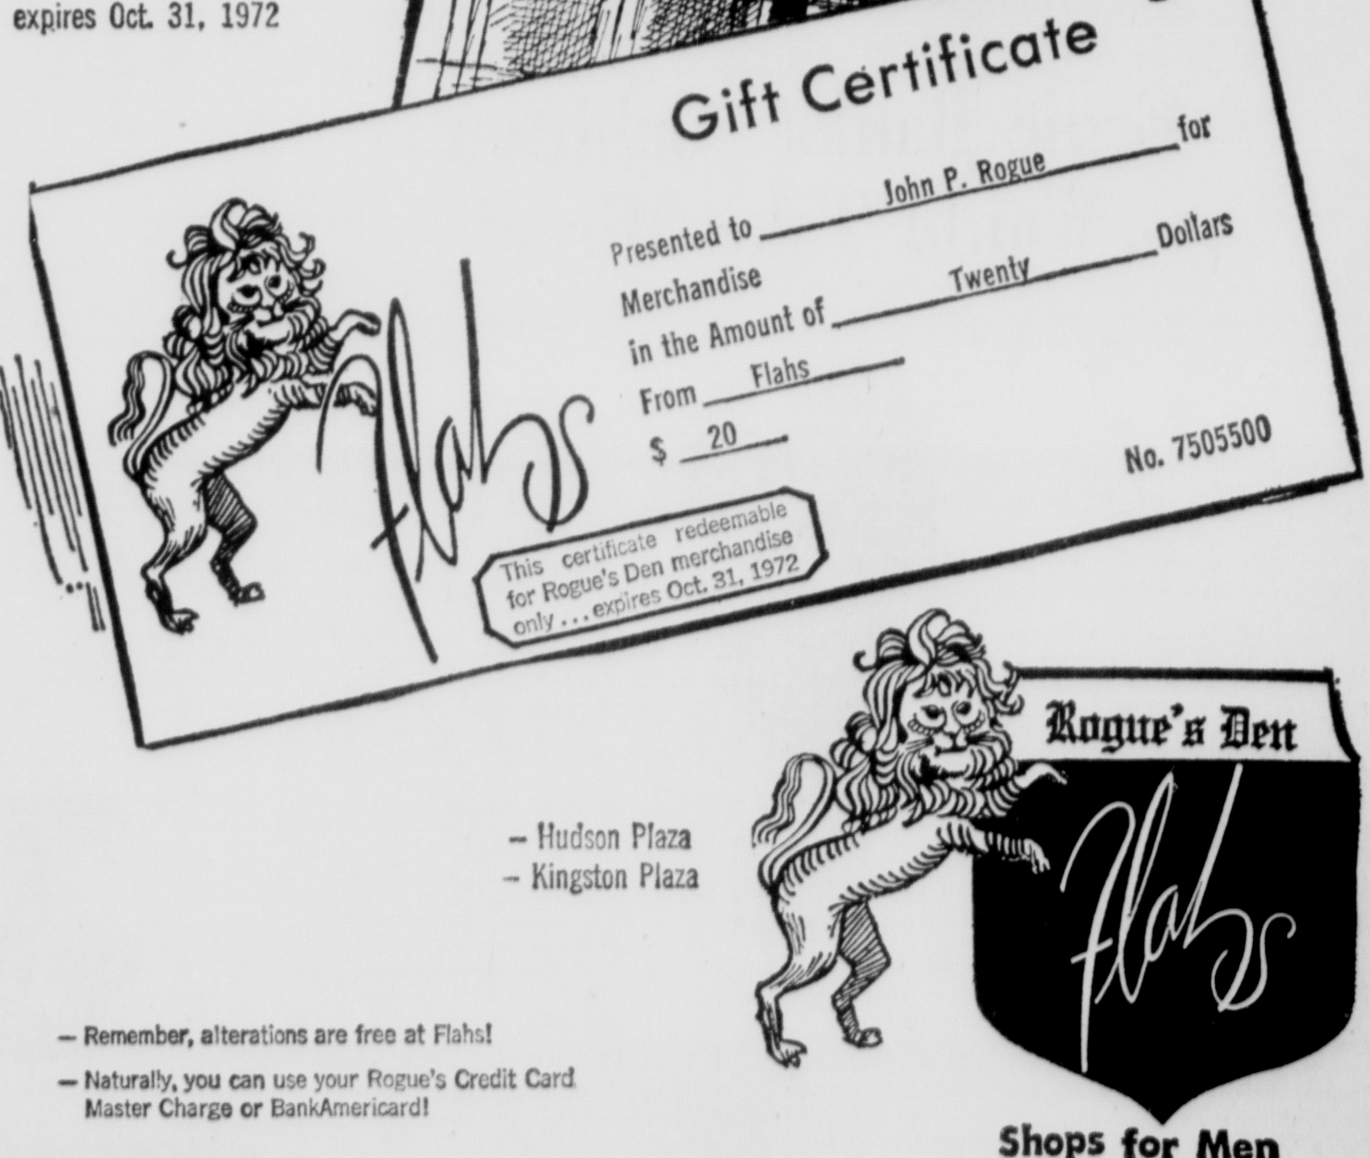 expires Oct. 31, 1972
Gift Certificate
Presented to John P. Rogue for
Merchandise
in the Amount of Twenty Dollars
From Flahs
$ 20
No. 7505500
Flahs
This certificate redeemable
for Rogue's Den merchandise
only ... expires Oct. 31, 1972
Rogue's Den
Flahs
Shops for Men
— Hudson Plaza
— Kingston Plaza
— Remember, alterations are free at Flahs!
— Naturally, you can use your Rogue's Credit Card
Master Charge or BankAmericard!